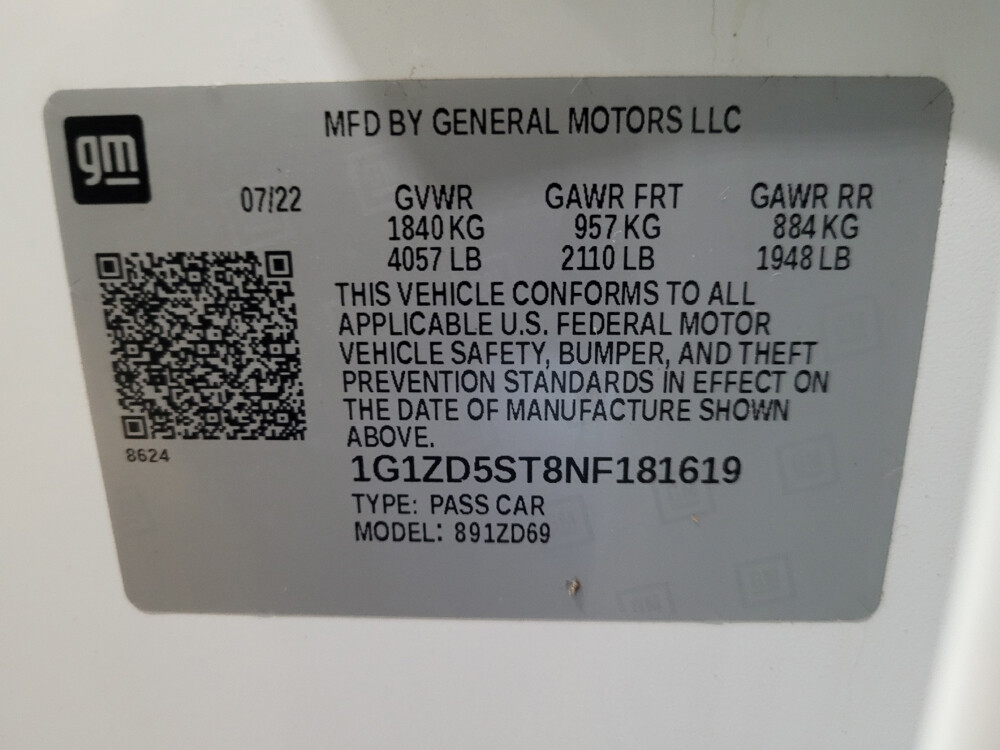 gm
MFD BY GENERAL MOTORS LLC
07/22
GVWR GAWR FRT GAWR RR
1840 KG 957 KG 884 KG
4057 LB 2110 LB 1948 LB
THIS VEHICLE CONFORMS TO ALL
APPLICABLE U.S. FEDERAL MOTOR
VEHICLE SAFETY, BUMPER, AND THEFT
PREVENTION STANDARDS IN EFFECT ON
THE DATE OF MANUFACTURE SHOWN
ABOVE.
8624
1G1ZD5ST8NF181619
TYPE: PASS CAR
MODEL: 891ZD69